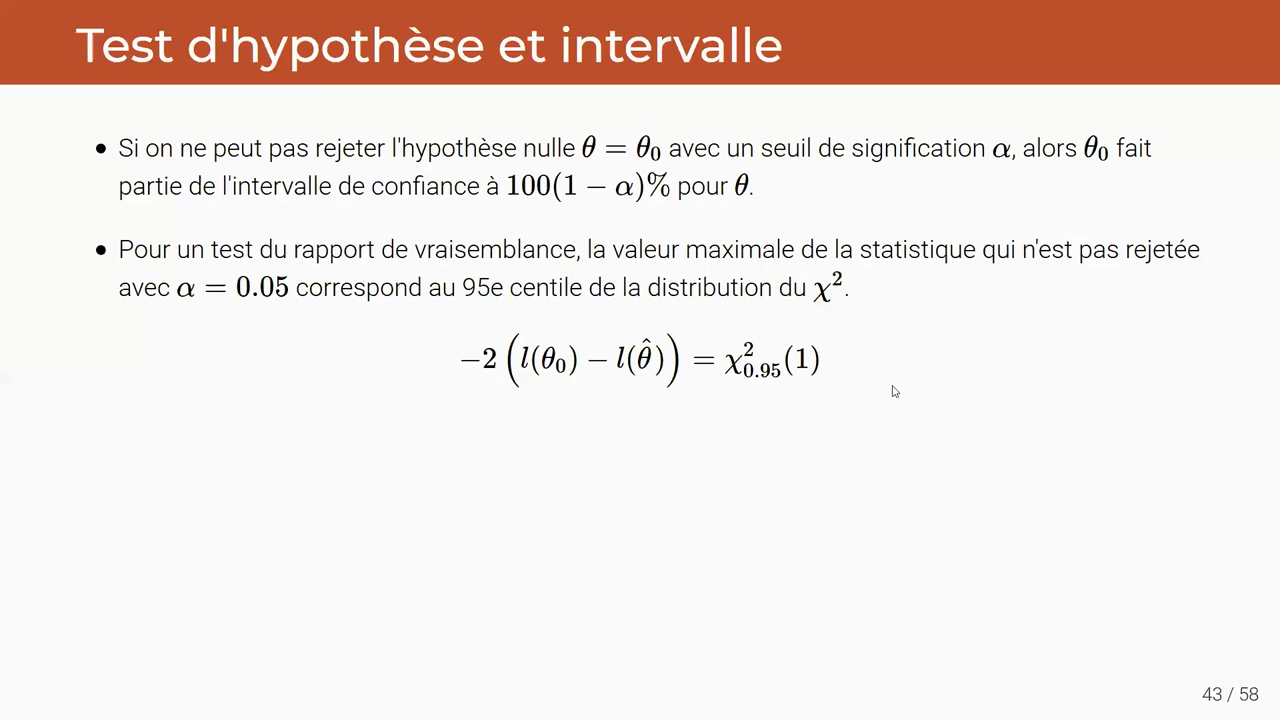 Test d'hypothèse et intervalle
• Si on ne peut pas rejeter l'hypothèse nulle θ = θ₀ avec un seuil de signification α, alors θ₀ fait
partie de l'intervalle de confiance à 100(1 − α)% pour θ.
• Pour un test du rapport de vraisemblance, la valeur maximale de la statistique qui n'est pas rejetée
avec α = 0.05 correspond au 95e centile de la distribution du χ².
−2 (l(θ₀) − l(θ̂)) = χ²₀.₉₅(1)
43 / 58